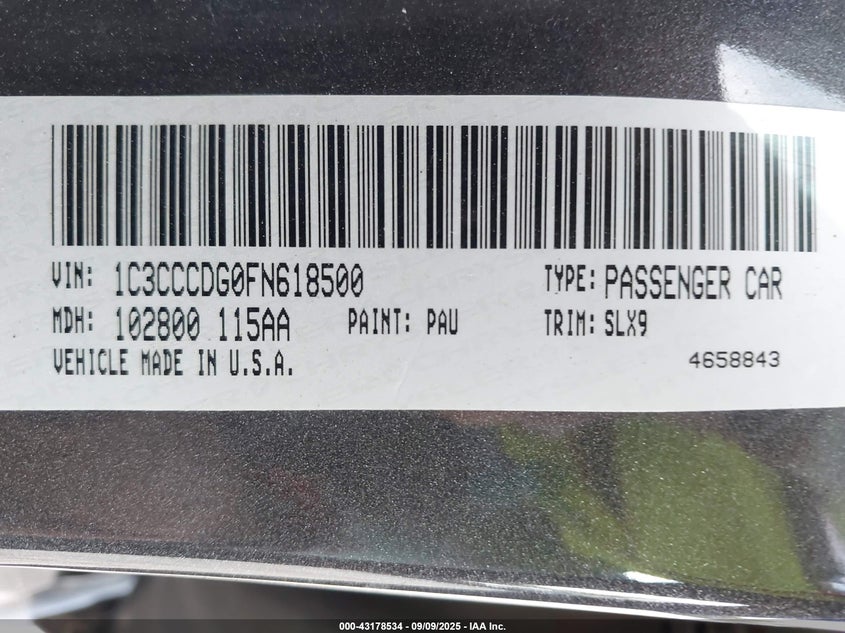 VIN: 1C3CCCDG0FN618500 TYPE: PASSENGER CAR
MDH: 102800 115AA PAINT: PAU TRIM: SLX9
VEHICLE MADE IN U.S.A. 4658843
000-43178534 - 09/09/2025 - IAA Inc.